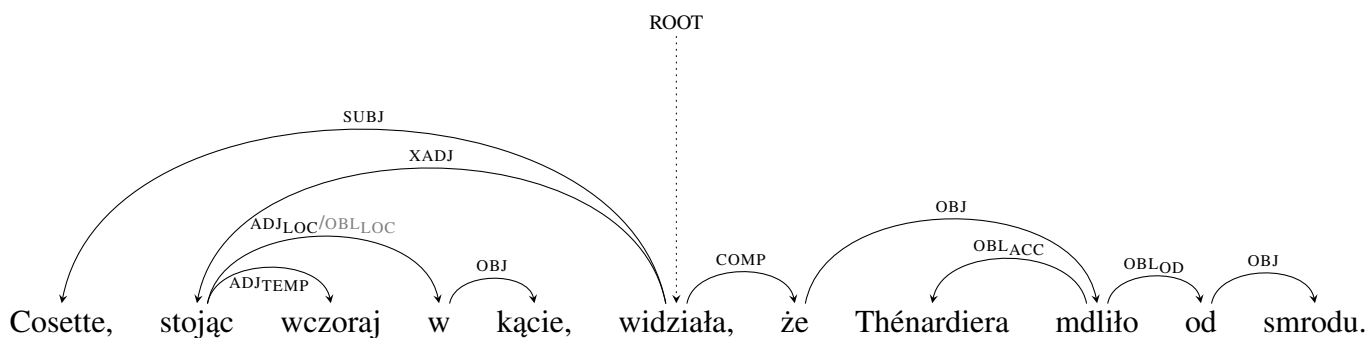 ROOT
SUBJ
XADJ
ADJLOC/OBLLOC
OBJ
OBLACC
COMP
OBLOD
OBJ
OBJ
ADJTEMP
Cosette, stojąc wczoraj w kącie, widziała, że Thénardiera mdliło od smrodu.